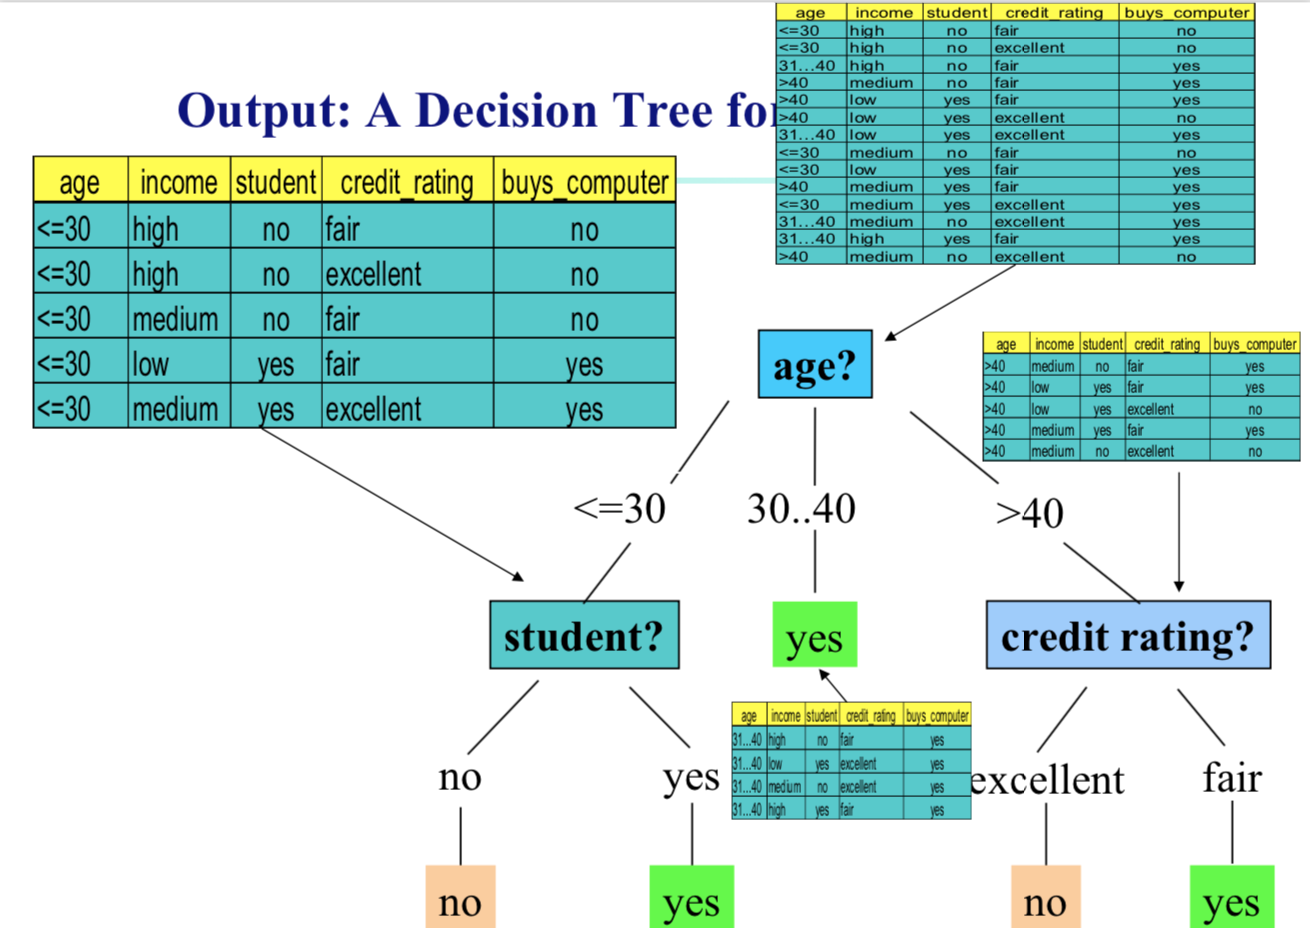 age income student credit_rating buys_computer
<=30 high no fair no
<=30 high no excellent no
31…40 high no fair yes
>40 medium no fair yes
>40 low yes fair yes
>40 low yes excellent no
31…40 low yes excellent yes
<=30 medium no fair no
<=30 low yes fair yes
>40 medium yes fair yes
<=30 medium yes excellent yes
31…40 medium no excellent yes
31…40 high yes fair yes
>40 medium no excellent no
Output: A Decision Tree for
age income student credit_rating buys_computer
<=30 high no fair no
<=30 high no excellent no
<=30 medium no fair no
<=30 low yes fair yes
<=30 medium yes excellent yes
age?
age income student credit_rating buys_computer
>40 medium no fair yes
>40 low yes fair yes
>40 low yes excellent no
>40 medium yes fair yes
>40 medium no excellent no
<=30 30..40 >40
student? yes credit rating?
age income student credit_rating buys_computer
31…40 high no fair yes
31…40 low yes excellent yes
31…40 medium no excellent yes
31…40 high yes fair yes
no yes excellent fair
no yes no yes